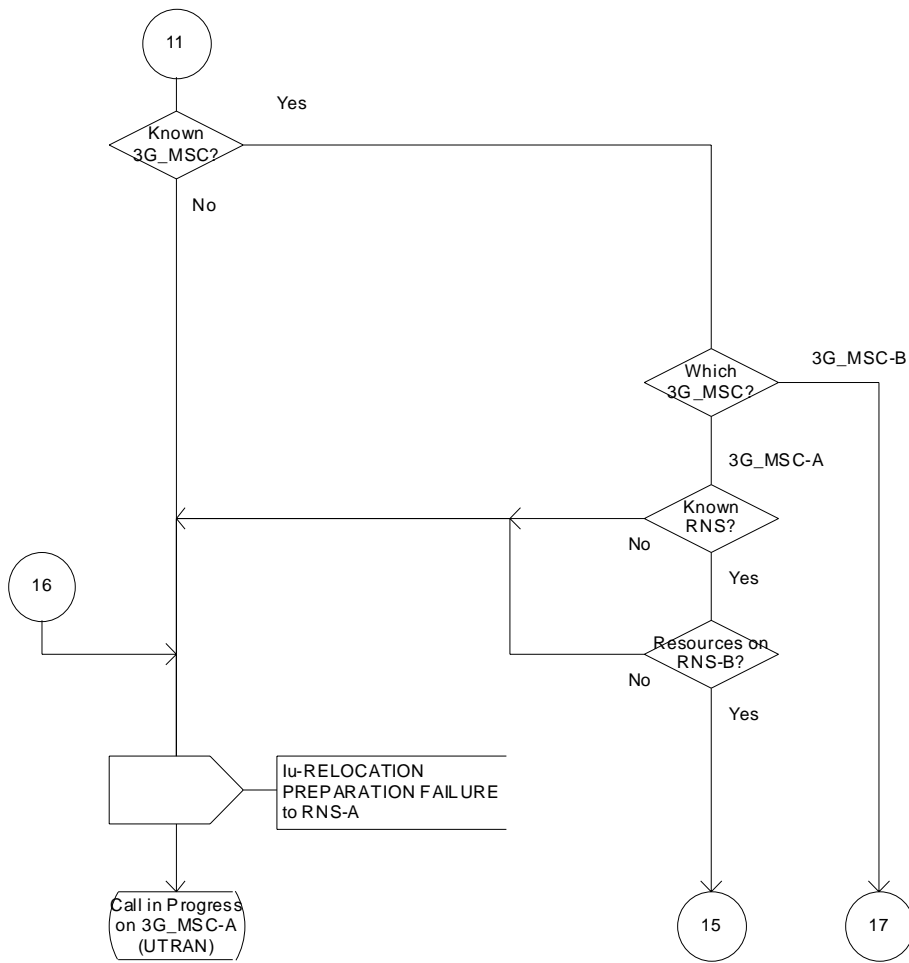 11
Yes
Known
3G_MSC?
No
3G_MSC-B
Which
3G_MSC?
3G_MSC-A
Known
RNS?
No
Yes
16
Resources on
RNS-B?
No
Yes
Iu-RELOCATION
PREPARATION FAILURE
to RNS-A
Call in Progress
on 3G_MSC-A
(UTRAN)
15
17